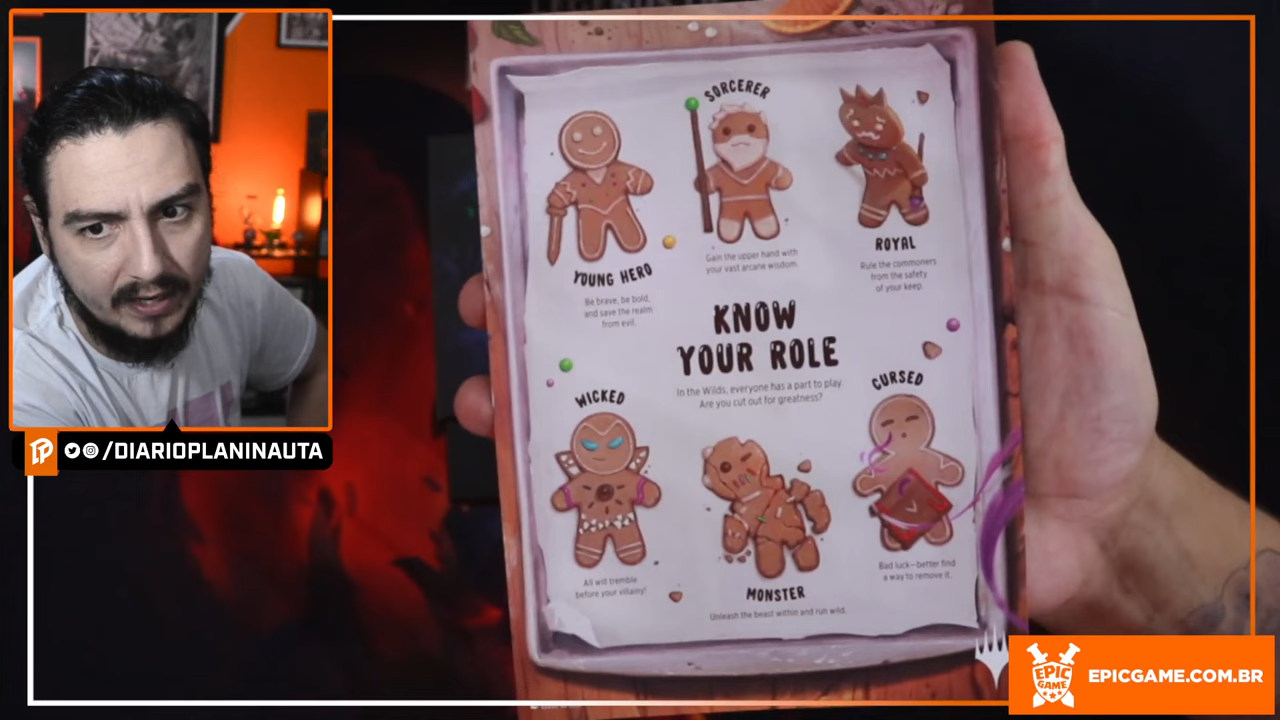 SORCERER
Gain the upper hand with
your vast arcane wisdom.
YOUNG HERO
Be brave, be bold,
and save the realm
from evil.
ROYAL
Rule the commoners
from the safety
of your keep.
KNOW
YOUR ROLE
In the Wilds, everyone has a part to play.
Are you cut out for greatness?
WICKED
All will tremble
before your villainy!
MONSTER
Unleash the beast within and run wild.
CURSED
Bad luck—better find
a way to remove it.
/DIARIOPLANINAUTA
EPIC
GAME
EPICGAME.COM.BR